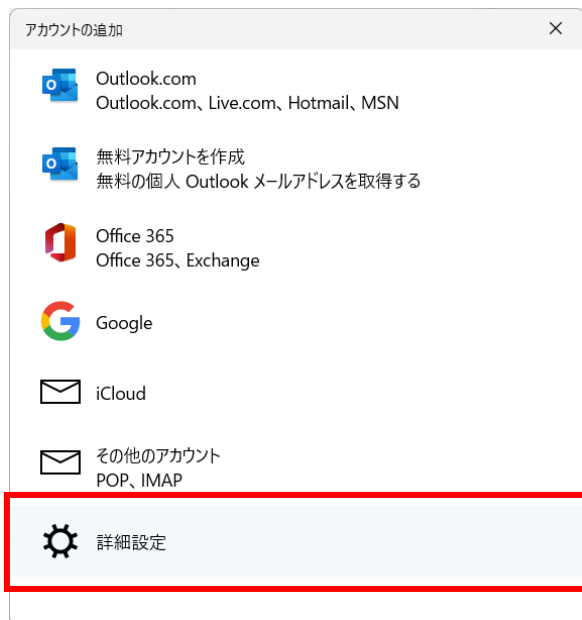 アカウントの追加
Outlook.com
Outlook.com、Live.com、Hotmail、MSN
無料アカウントを作成
無料の個人 Outlook メールアドレスを取得する
Office 365
Office 365、Exchange
Google
iCloud
その他のアカウント
POP、IMAP
詳細設定